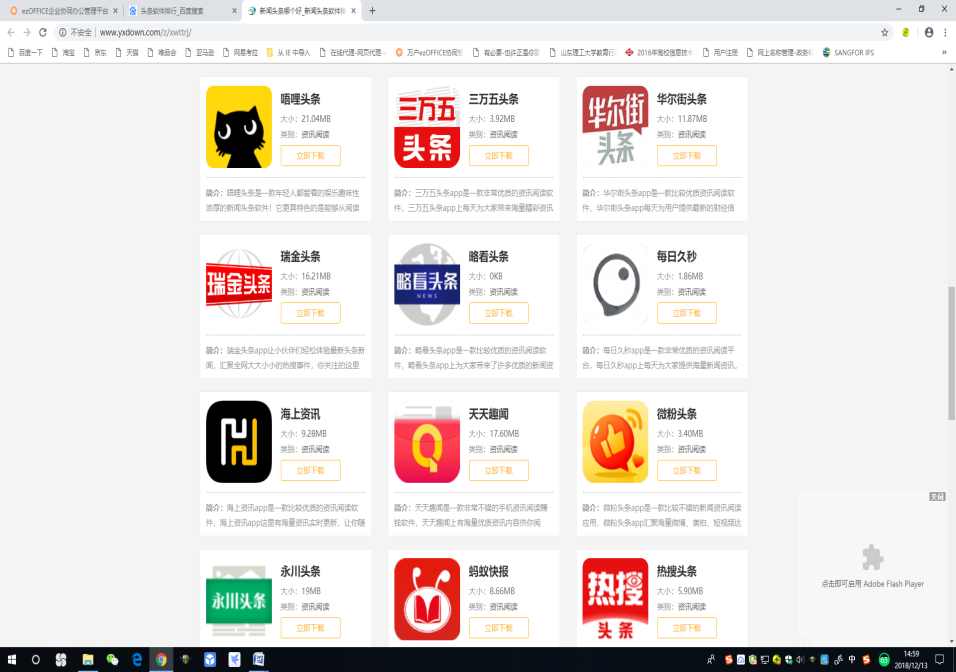 ezOFFICE企业协同办公管理平台
头条软件排行_百度搜索
新闻头条哪个好_新闻头条软件排
不安全 www.yxdown.com/z/xwttrj/
百度一下 淘宝 京东 天猫 唯品会 亚马逊 网易考拉 从 IE 中导入 在线代理-网页代理- 万户ezOFFICE协同 有必要-也许正是你 山东理工大学教育 2016年高校信息技术 用户注册 网上名称管理-政务 SANGFOR IPS »
唔哩头条
大小: 21.04MB
类别: 资讯阅读
立即下载
简介: 唔哩头条是一款年轻人都爱看的娱乐趣味性
浓厚的新闻头条软件！它更具特色的是能够从阅读
三万五
头条
三万五头条
大小: 3.92MB
类别: 资讯阅读
立即下载
简介: 三万五头条app是一款非常优质的资讯阅读软
件，三万五头条app上每天为大家带来海量精彩资讯
华尔街
头条
华尔街头条
大小: 11.87MB
类别: 资讯阅读
立即下载
简介: 华尔街头条app是一款比较优质资讯阅读软
件，华尔街头条app每天为用户提供最新的财经信
瑞金头条
瑞金头条
大小: 16.21MB
类别: 资讯阅读
立即下载
简介: 瑞金头条app让小伙伴们轻松体验最新头条新
闻，汇聚全网大大小小的热搜事件，你关注的这里
略看头条
NEWS
略看头条
大小: 0KB
类别: 资讯阅读
立即下载
简介: 略看头条app是一款比较优质的资讯阅读软
件，略看头条app上为大家带来了许多优质的新闻资
每日久秒
大小: 1.86MB
类别: 资讯阅读
立即下载
简介: 每日久秒app是一款非常优质的资讯阅读平
台，每日久秒app上每天为大家提供海量新闻资讯，
海上资讯
大小: 9.28MB
类别: 资讯阅读
立即下载
简介: 海上资讯app是一款比较优质的资讯阅读软
件，海上资讯app这里有海量资讯实时更新，让你随
天天趣闻
大小: 17.60MB
类别: 资讯阅读
立即下载
简介: 天天趣闻是一款非常不错的手机资讯阅读赚
钱软件，天天趣闻上有海量优质资讯内容供你阅
微粉头条
大小: 3.40MB
类别: 资讯阅读
立即下载
简介: 微粉头条app是一款比较不错的新闻资讯阅读
应用，微粉头条app汇聚海量微博、美拍、短视频达
关闭
点击即可启用 Adobe Flash Player
永川头条
永川头条
大小: 19MB
类别: 资讯阅读
立即下载
蚂蚁快报
大小: 8.66MB
类别: 资讯阅读
立即下载
热搜
头条
热搜头条
大小: 5.90MB
类别: 资讯阅读
立即下载
中
65
14:59
2018/12/13